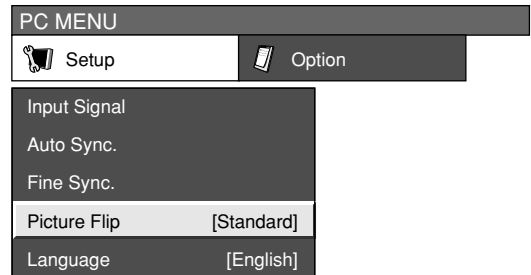 PC MENU
Setup Option
Input Signal
Auto Sync.
Fine Sync.
Picture Flip [Standard]
Language [English]